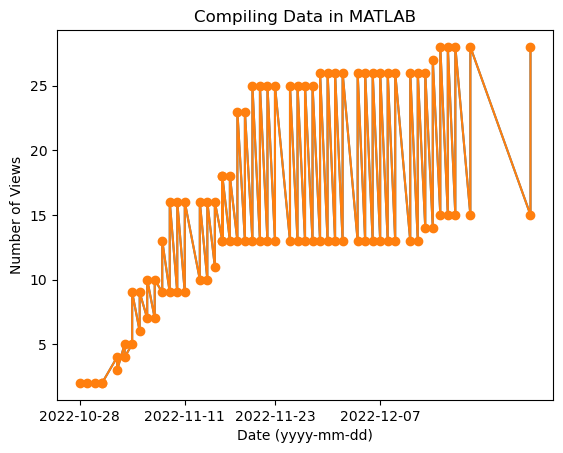 Compiling Data in MATLAB
Number of Views
25
20
15
10
5
2022-10-28 2022-11-11 2022-11-23 2022-12-07
Date (yyyy-mm-dd)